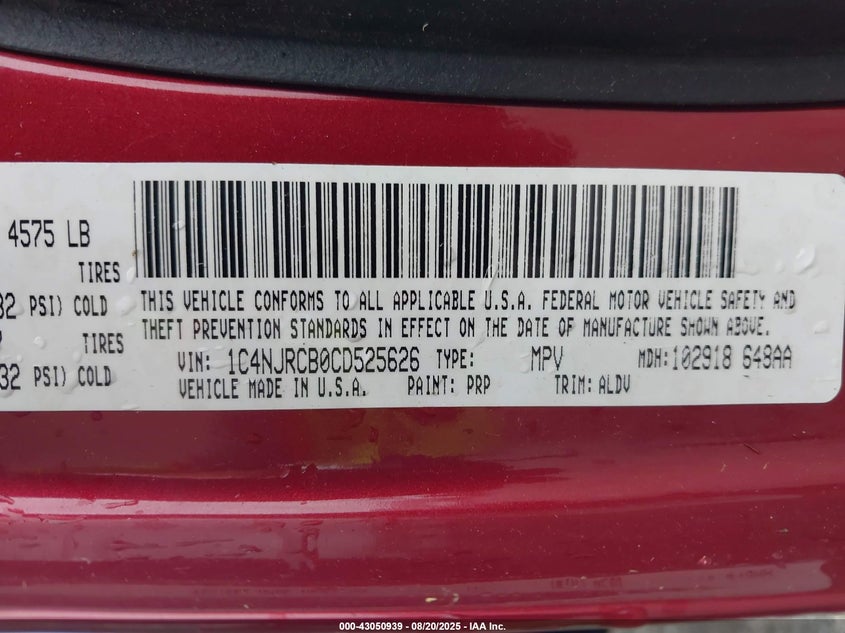 4575 LB
TIRES
32 PSI) COLD
TIRES
32 PSI) COLD
THIS VEHICLE CONFORMS TO ALL APPLICABLE U.S.A. FEDERAL MOTOR VEHICLE SAFETY AND
THEFT PREVENTION STANDARDS IN EFFECT ON THE DATE OF MANUFACTURE SHOWN ABOVE.
VIN: 1C4NJRCB0CD525626 TYPE: MPV MDH:102918 648AA
VEHICLE MADE IN U.S.A. PAINT: PRP TRIM: ALDV
000-43050939 - 08/20/2025 - IAA Inc.